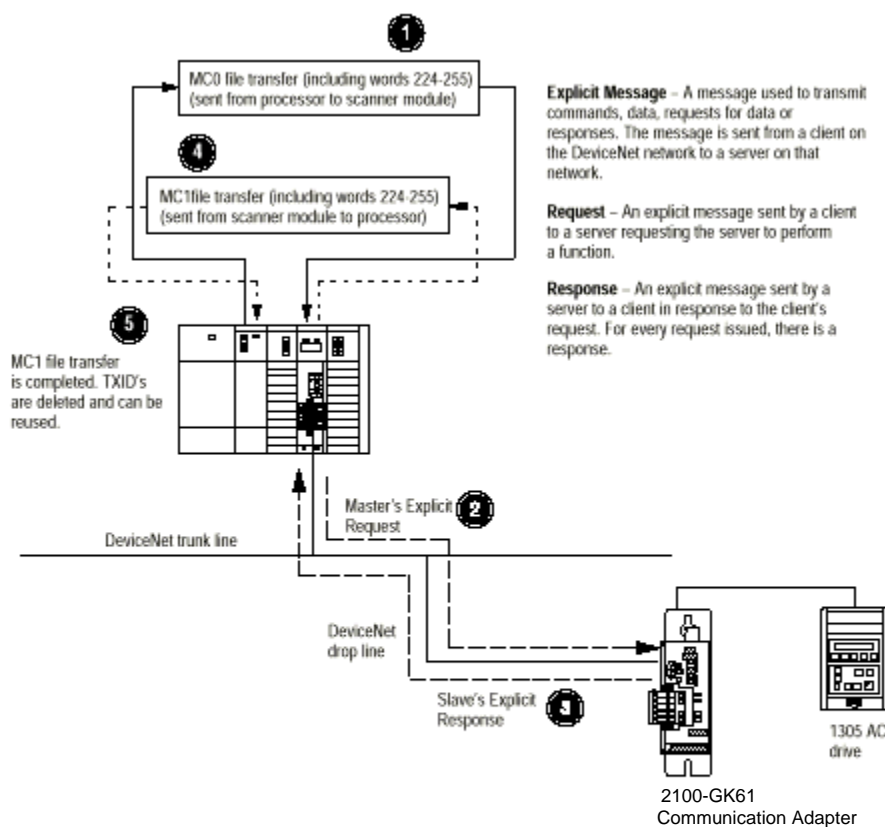 1
MC0 file transfer (including words 224-255)
(sent from processor to scanner module)
4
MC1file transfer (including words 224-255)
(sent from scanner module to processor)
Explicit Message – A message used to transmit
commands, data, requests for data or
responses. The message is sent from a client on
the DeviceNet network to a server on that
network.
Request – An explicit message sent by a client
to a server requesting the server to perform
a function.
Response – An explicit message sent by a
server to a client in response to the client's
request. For every request issued, there is a
response.
5
MC1 file transfer
is completed. TXID's
are deleted and can be
reused.
Master's Explicit
Request
2
DeviceNet trunk line
DeviceNet
drop line
Slave's Explicit
Response
3
1305 AC
drive
2100-GK61
Communication Adapter